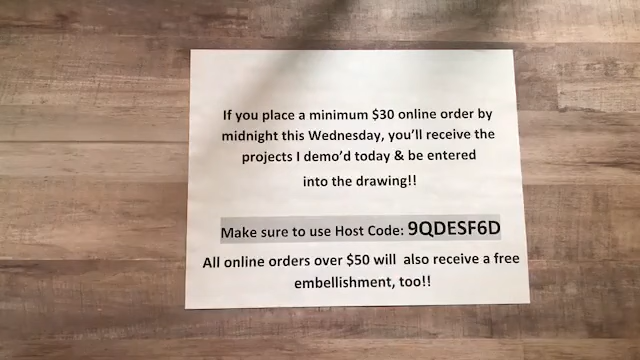 If you place a minimum $30 online order by
midnight this Wednesday, you'll receive the
projects I demo'd today & be entered
into the drawing!!
Make sure to use Host Code: 9QDESF6D
All online orders over $50 will also receive a free
embellishment, too!!